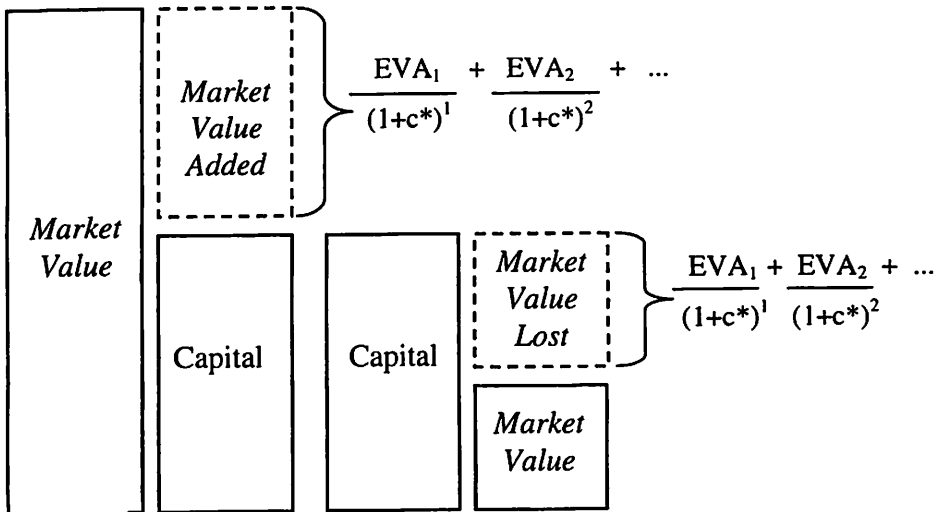 Market
Value
Market
Value
Added
EVA₁ + EVA₂ + ...
(1+c*)¹ (1+c*)²
Capital
Capital
Market
Value
Lost
EVA₁ + EVA₂ + ...
(1+c*)¹ (1+c*)²
Market
Value